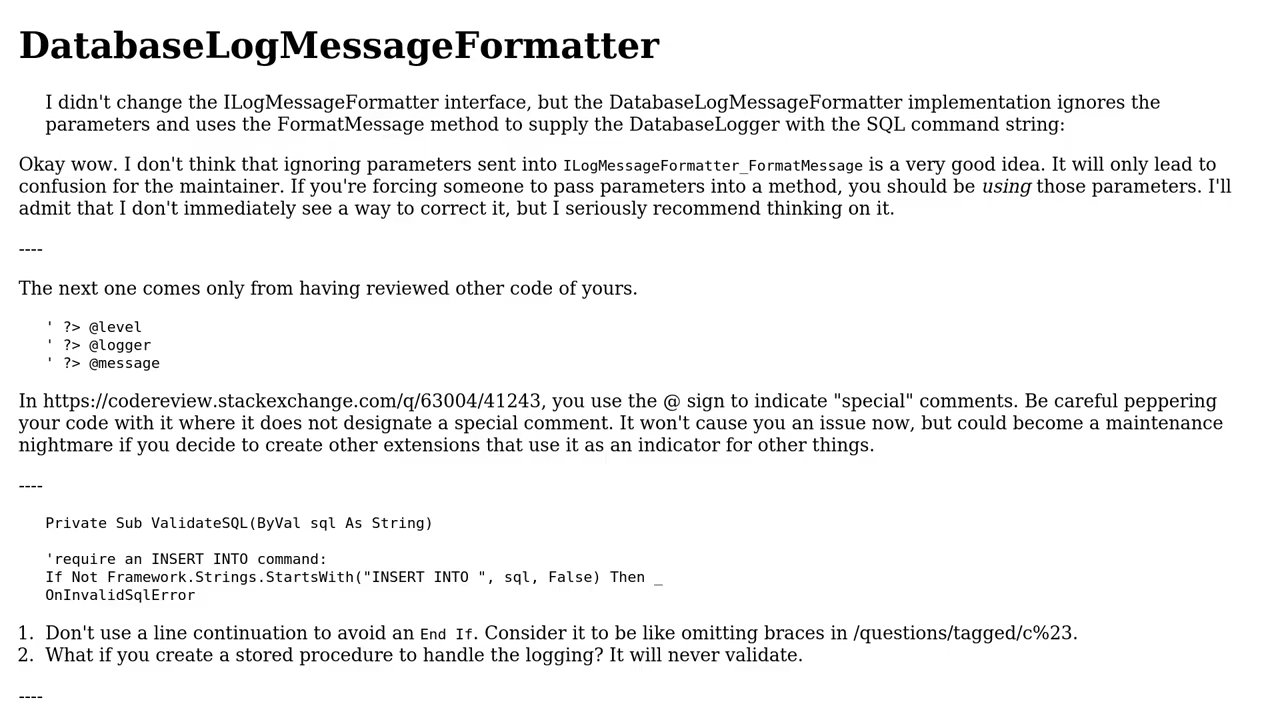 DatabaseLogMessageFormatter
I didn't change the ILogMessageFormatter interface, but the DatabaseLogMessageFormatter implementation ignores the
parameters and uses the FormatMessage method to supply the DatabaseLogger with the SQL command string:
Okay wow. I don't think that ignoring parameters sent into ILogMessageFormatter_FormatMessage is a very good idea. It will only lead to
confusion for the maintainer. If you're forcing someone to pass parameters into a method, you should be using those parameters. I'll
admit that I don't immediately see a way to correct it, but I seriously recommend thinking on it.
----
The next one comes only from having reviewed other code of yours.
' ?> @level
' ?> @logger
' ?> @message
In https://codereview.stackexchange.com/q/63004/41243, you use the @ sign to indicate "special" comments. Be careful peppering
your code with it where it does not designate a special comment. It won't cause you an issue now, but could become a maintenance
nightmare if you decide to create other extensions that use it as an indicator for other things.
----
Private Sub ValidateSQL(ByVal sql As String)
'require an INSERT INTO command:
If Not Framework.Strings.StartsWith("INSERT INTO ", sql, False) Then _
OnInvalidSqlError
1. Don't use a line continuation to avoid an End If. Consider it to be like omitting braces in /questions/tagged/c%23.
2. What if you create a stored procedure to handle the logging? It will never validate.
----